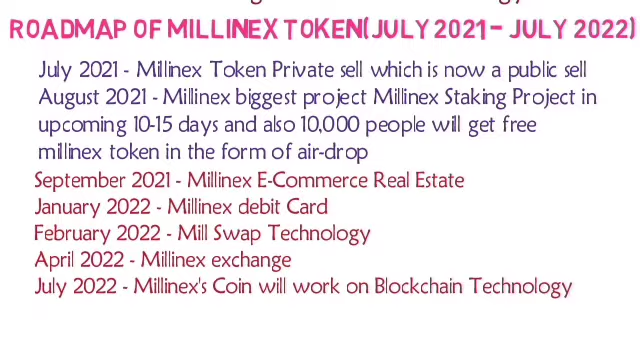 ROADMAP OF MILLINEX TOKEN(JULY 2021 - JULY 2022)
July 2021 - Millinex Token Private sell which is now a public sell
August 2021 - Millinex biggest project Millinex Staking Project in
upcoming 10-15 days and also 10,000 people will get free
millinex token in the form of air-drop
September 2021 - Millinex E-Commerce Real Estate
January 2022 - Millinex debit Card
February 2022 - Mill Swap Technology
April 2022 - Millinex exchange
July 2022 - Millinex's Coin will work on Blockchain Technology